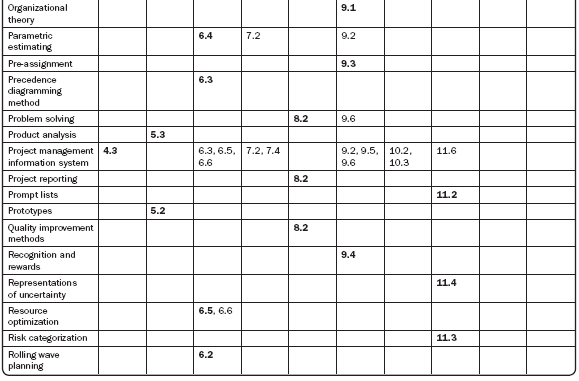 Organizational 9.1
theory
Parametric 6.4 7.2 9.2
estimating
Pre-assignment 9.3
Precedence 6.3
diagramming
method
Problem solving 8.2 9.6
Product analysis 5.3
Project management 4.3 6.3, 6.5, 7.2, 7.4 9.2, 9.5, 10.2, 11.6
information system 6.6 9.6 10.3
Project reporting 8.2
Prompt lists 11.2
Prototypes 5.2
Quality improvement 8.2
methods
Recognition and 9.4
rewards
Representations 11.4
of uncertainty
Resource 6.5, 6.6
optimization
Risk categorization 11.3
Rolling wave 6.2
planning